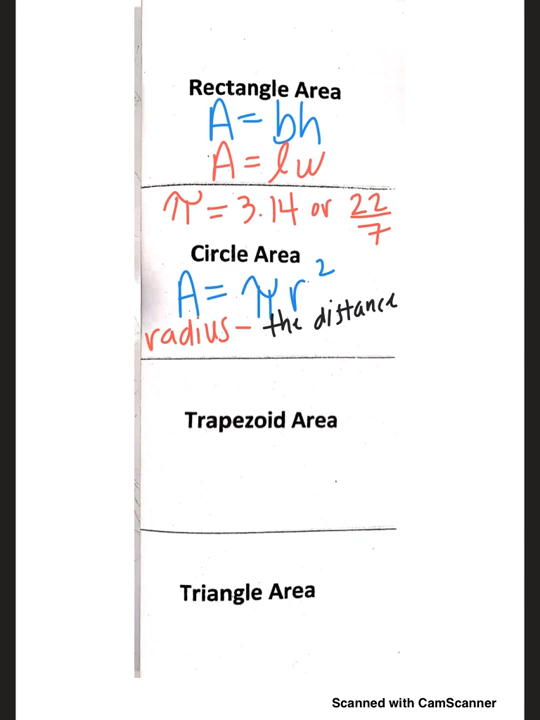 Rectangle Area
A = bh
A = lw
π = 3.14 or 22/7
Circle Area
A = πr²
radius – the distance
Trapezoid Area
Triangle Area
Scanned with CamScanner